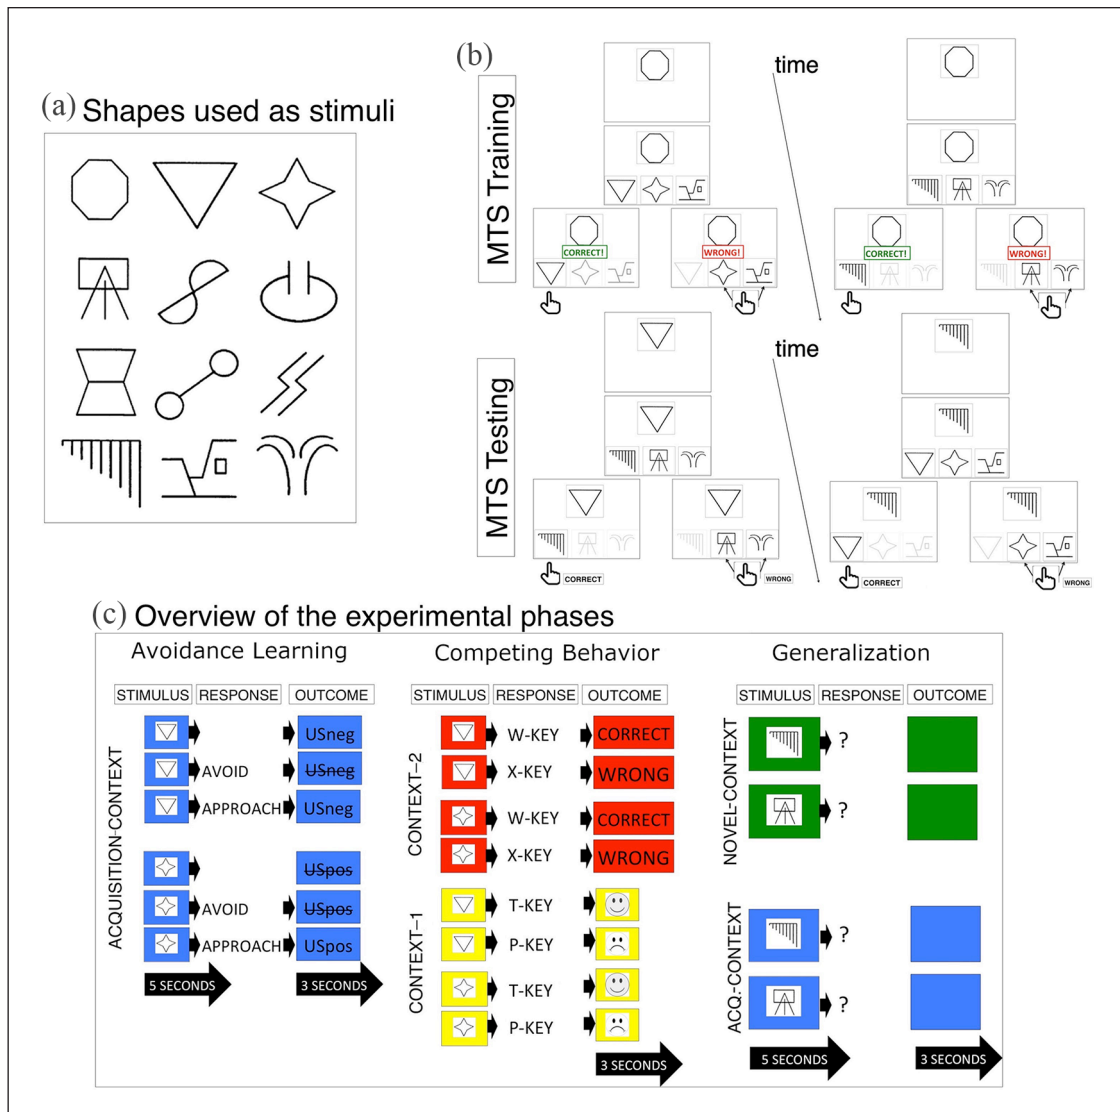 (a) Shapes used as stimuli
(b)
MTS Training
time
CORRECT!
WRONG!
CORRECT!
WRONG!
MTS Testing
time
CORRECT
WRONG
CORRECT
WRONG
(c) Overview of the experimental phases
Avoidance Learning
STIMULUS RESPONSE OUTCOME
ACQUISITION-CONTEXT
USneg
AVOID USneg
APPROACH USneg
USpos
AVOID USpos
APPROACH USpos
5 SECONDS 3 SECONDS
Competing Behavior
STIMULUS RESPONSE OUTCOME
CONTEXT–2
W-KEY CORRECT
X-KEY WRONG
W-KEY CORRECT
X-KEY WRONG
CONTEXT–1
T-KEY
P-KEY
T-KEY
P-KEY
3 SECONDS
Generalization
STIMULUS RESPONSE OUTCOME
NOVEL-CONTEXT
?
?
ACQ.-CONTEXT
?
?
5 SECONDS 3 SECONDS